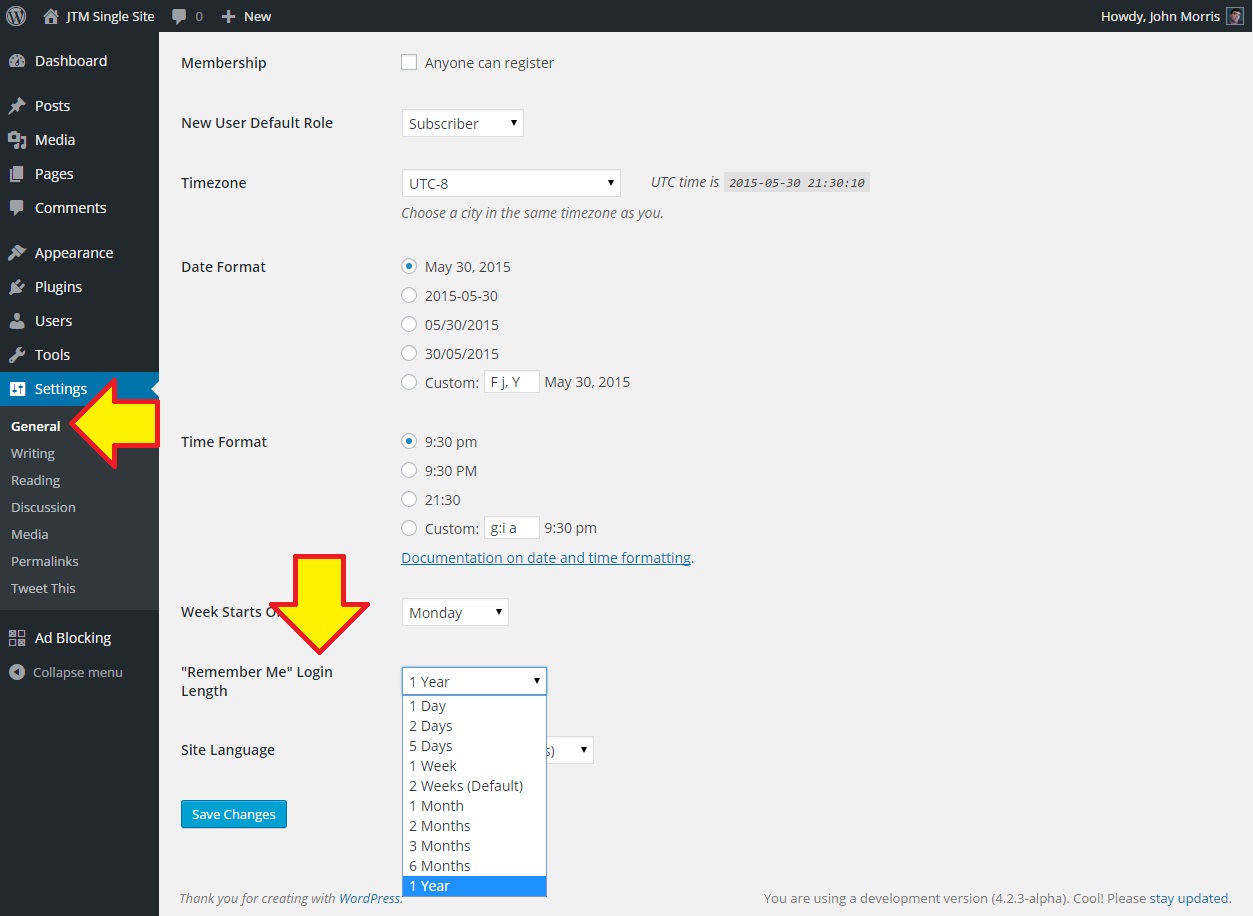 JTM Single Site 0 New Howdy, John Morris
Dashboard
Posts
Media
Pages
Comments
Appearance
Plugins
Users
Tools
Settings
General
Writing
Reading
Discussion
Media
Permalinks
Tweet This
Ad Blocking
Collapse menu
Membership Anyone can register
New User Default Role Subscriber
Timezone UTC-8 UTC time is 2015-05-30 21:30:10
Choose a city in the same timezone as you.
Date Format May 30, 2015
2015-05-30
05/30/2015
30/05/2015
Custom: F j, Y May 30, 2015
Time Format 9:30 pm
9:30 PM
21:30
Custom: g:i a 9:30 pm
Documentation on date and time formatting.
Week Starts Monday
"Remember Me" Login
Length
1 Year
1 Day
2 Days
5 Days
1 Week
2 Weeks (Default)
1 Month
2 Months
3 Months
6 Months
1 Year
Site Language s)
Save Changes
Thank you for creating with WordPress.
You are using a development version (4.2.3-alpha). Cool! Please stay updated.